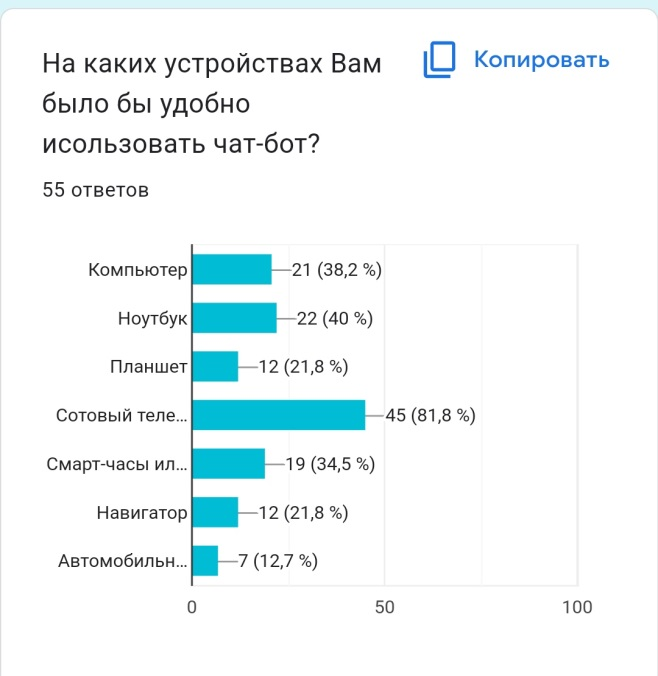 На каких устройствах Вам
было бы удобно
исользовать чат-бот?
Копировать
55 ответов
Компьютер 21 (38,2 %)
Ноутбук 22 (40 %)
Планшет 12 (21,8 %)
Сотовый теле... 45 (81,8 %)
Смарт-часы ил... 19 (34,5 %)
Навигатор 12 (21,8 %)
Автомобильн... 7 (12,7 %)
0 50 100